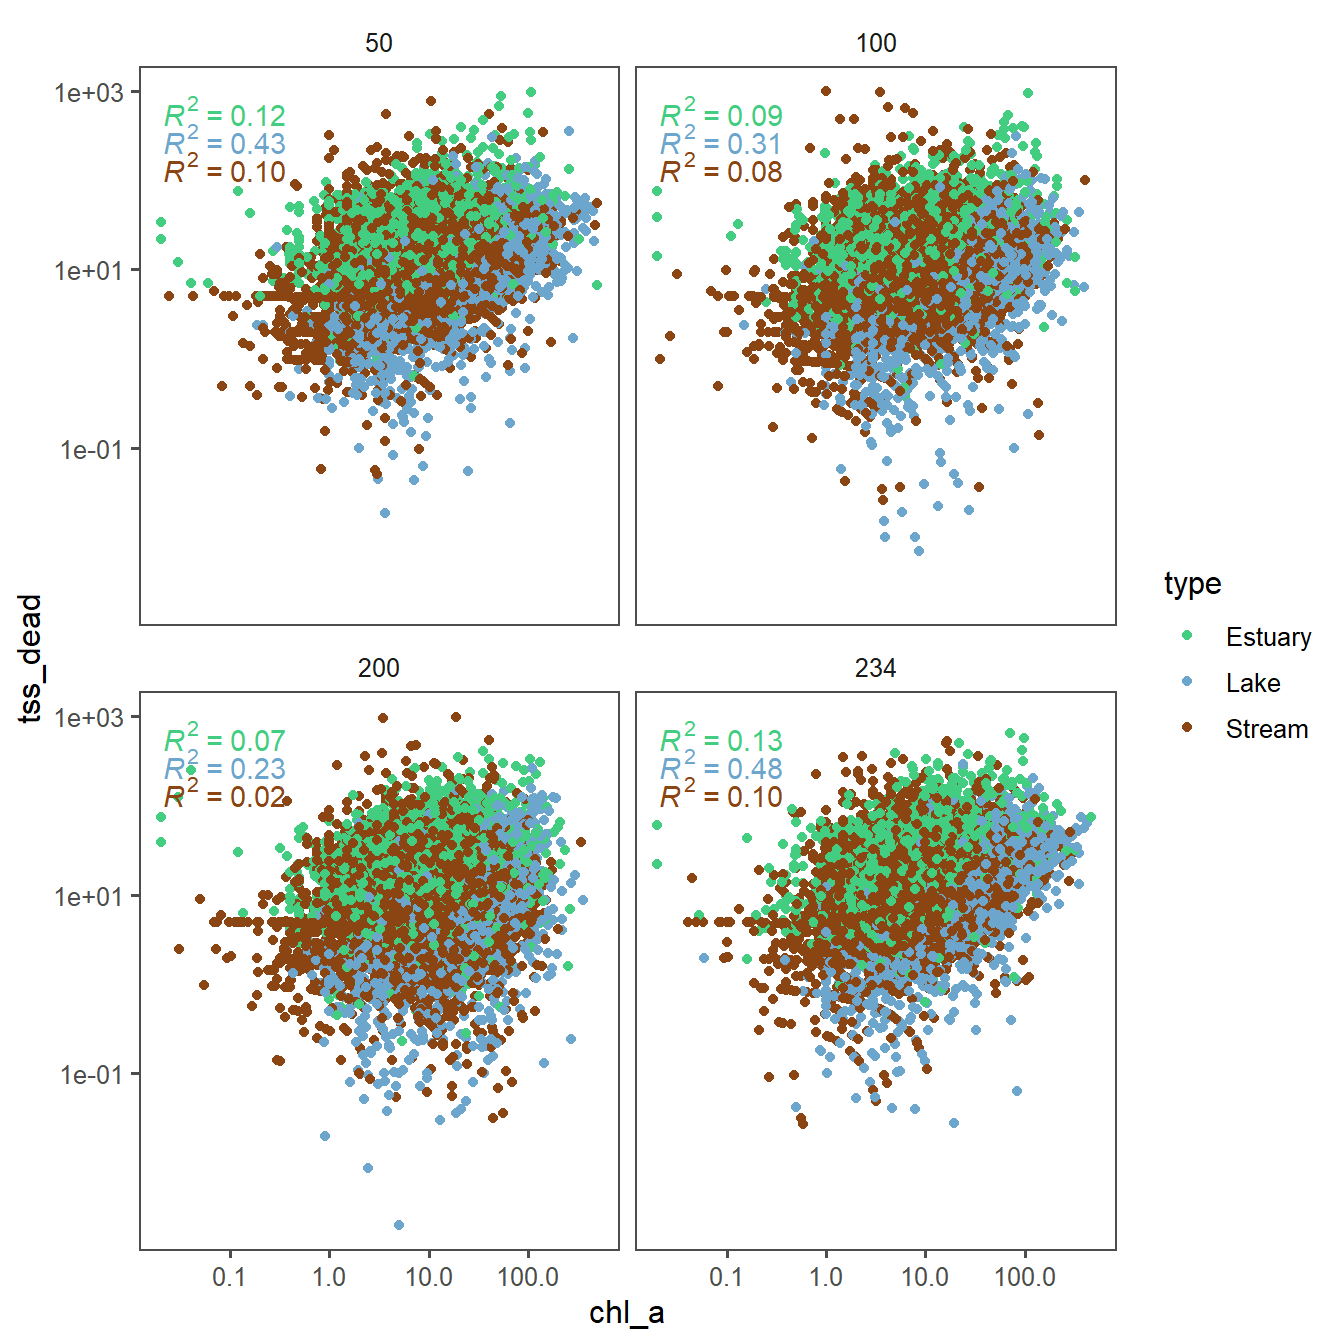 50
100
1e+03
R² = 0.12
R² = 0.43
R² = 0.10
R² = 0.09
R² = 0.31
R² = 0.08
1e+01
1e-01
tss_dead
200
234
1e+03
R² = 0.07
R² = 0.23
R² = 0.02
R² = 0.13
R² = 0.48
R² = 0.10
1e+01
1e-01
0.1 1.0 10.0 100.0
0.1 1.0 10.0 100.0
chl_a
type
Estuary
Lake
Stream